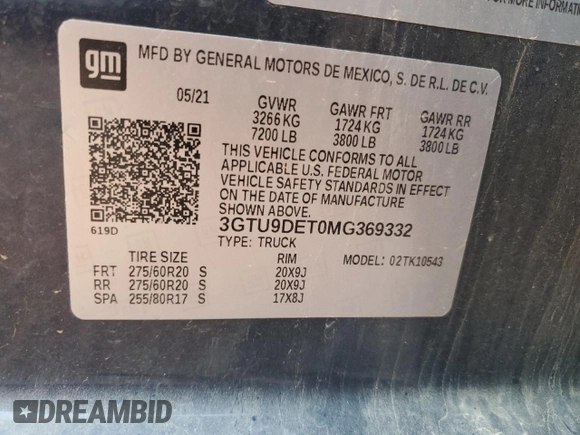 MORE INFORMATION
gm
MFD BY GENERAL MOTORS DE MEXICO, S. DE R.L. DE C.V.
05/21 GVWR GAWR FRT GAWR RR
3266 KG 1724 KG 1724 KG
7200 LB 3800 LB 3800 LB
THIS VEHICLE CONFORMS TO ALL
APPLICABLE U.S. FEDERAL MOTOR
VEHICLE SAFETY STANDARDS IN EFFECT
ON THE DATE OF MANUFACTURE
SHOWN ABOVE.
619D 3GTU9DET0MG369332
TYPE: TRUCK
TIRE SIZE RIM MODEL: 02TK10543
FRT 275/60R20 S 20X9J
RR 275/60R20 S 20X9J
SPA 255/80R17 S 17X8J
DREAMBID